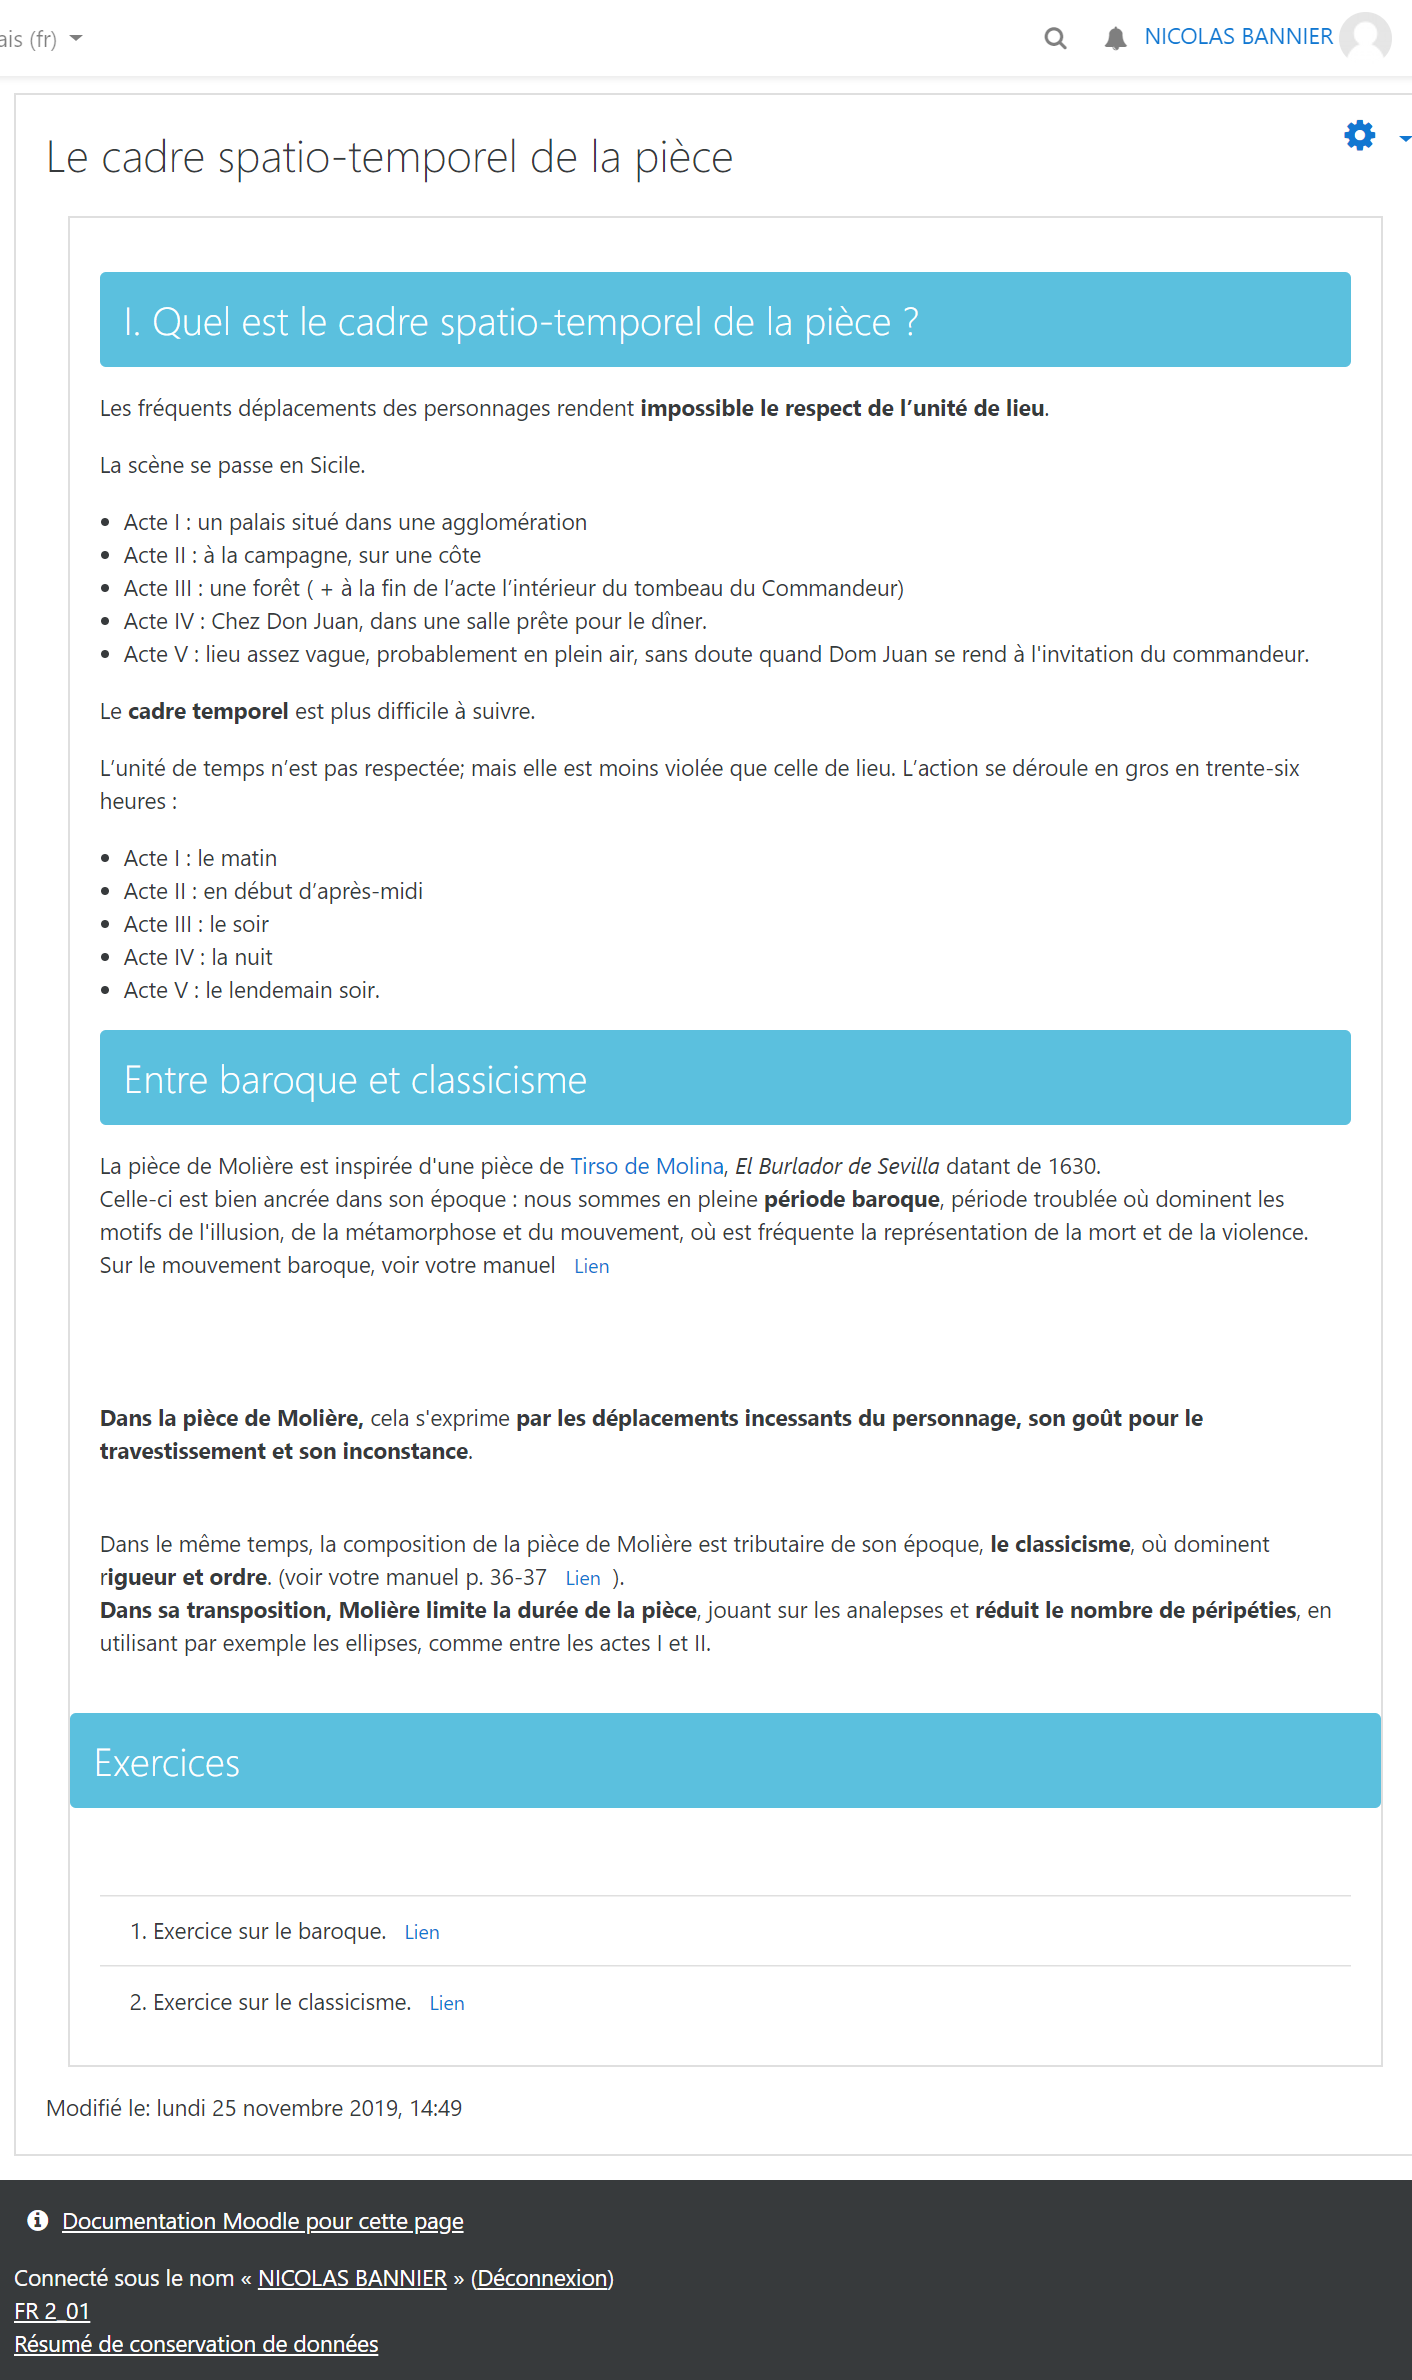 ais (fr)
NICOLAS BANNIER
Le cadre spatio-temporel de la pièce
I. Quel est le cadre spatio-temporel de la pièce ?
Les fréquents déplacements des personnages rendent impossible le respect de l’unité de lieu.
La scène se passe en Sicile.
• Acte I : un palais situé dans une agglomération
• Acte II : à la campagne, sur une côte
• Acte III : une forêt ( + à la fin de l’acte l’intérieur du tombeau du Commandeur)
• Acte IV : Chez Don Juan, dans une salle prête pour le dîner.
• Acte V : lieu assez vague, probablement en plein air, sans doute quand Dom Juan se rend à l'invitation du commandeur.
Le cadre temporel est plus difficile à suivre.
L’unité de temps n’est pas respectée; mais elle est moins violée que celle de lieu. L’action se déroule en gros en trente-six
heures :
• Acte I : le matin
• Acte II : en début d’après-midi
• Acte III : le soir
• Acte IV : la nuit
• Acte V : le lendemain soir.
Entre baroque et classicisme
La pièce de Molière est inspirée d'une pièce de Tirso de Molina, El Burlador de Sevilla datant de 1630.
Celle-ci est bien ancrée dans son époque : nous sommes en pleine période baroque, période troublée où dominent les
motifs de l'illusion, de la métamorphose et du mouvement, où est fréquente la représentation de la mort et de la violence.
Sur le mouvement baroque, voir votre manuel Lien
Dans la pièce de Molière, cela s'exprime par les déplacements incessants du personnage, son goût pour le
travestissement et son inconstance.
Dans le même temps, la composition de la pièce de Molière est tributaire de son époque, le classicisme, où dominent
rigueur et ordre. (voir votre manuel p. 36-37 Lien ).
Dans sa transposition, Molière limite la durée de la pièce, jouant sur les analepses et réduit le nombre de péripéties, en
utilisant par exemple les ellipses, comme entre les actes I et II.
Exercices
1. Exercice sur le baroque. Lien
2. Exercice sur le classicisme. Lien
Modifié le: lundi 25 novembre 2019, 14:49
Documentation Moodle pour cette page
Connecté sous le nom « NICOLAS BANNIER » (Déconnexion)
FR 2_01
Résumé de conservation de données